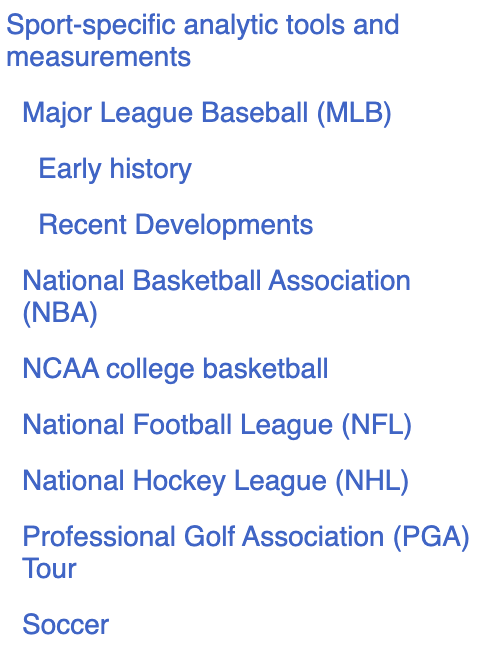 Sport-specific analytic tools and
measurements
Major League Baseball (MLB)
Early history
Recent Developments
National Basketball Association
(NBA)
NCAA college basketball
National Football League (NFL)
National Hockey League (NHL)
Professional Golf Association (PGA)
Tour
Soccer